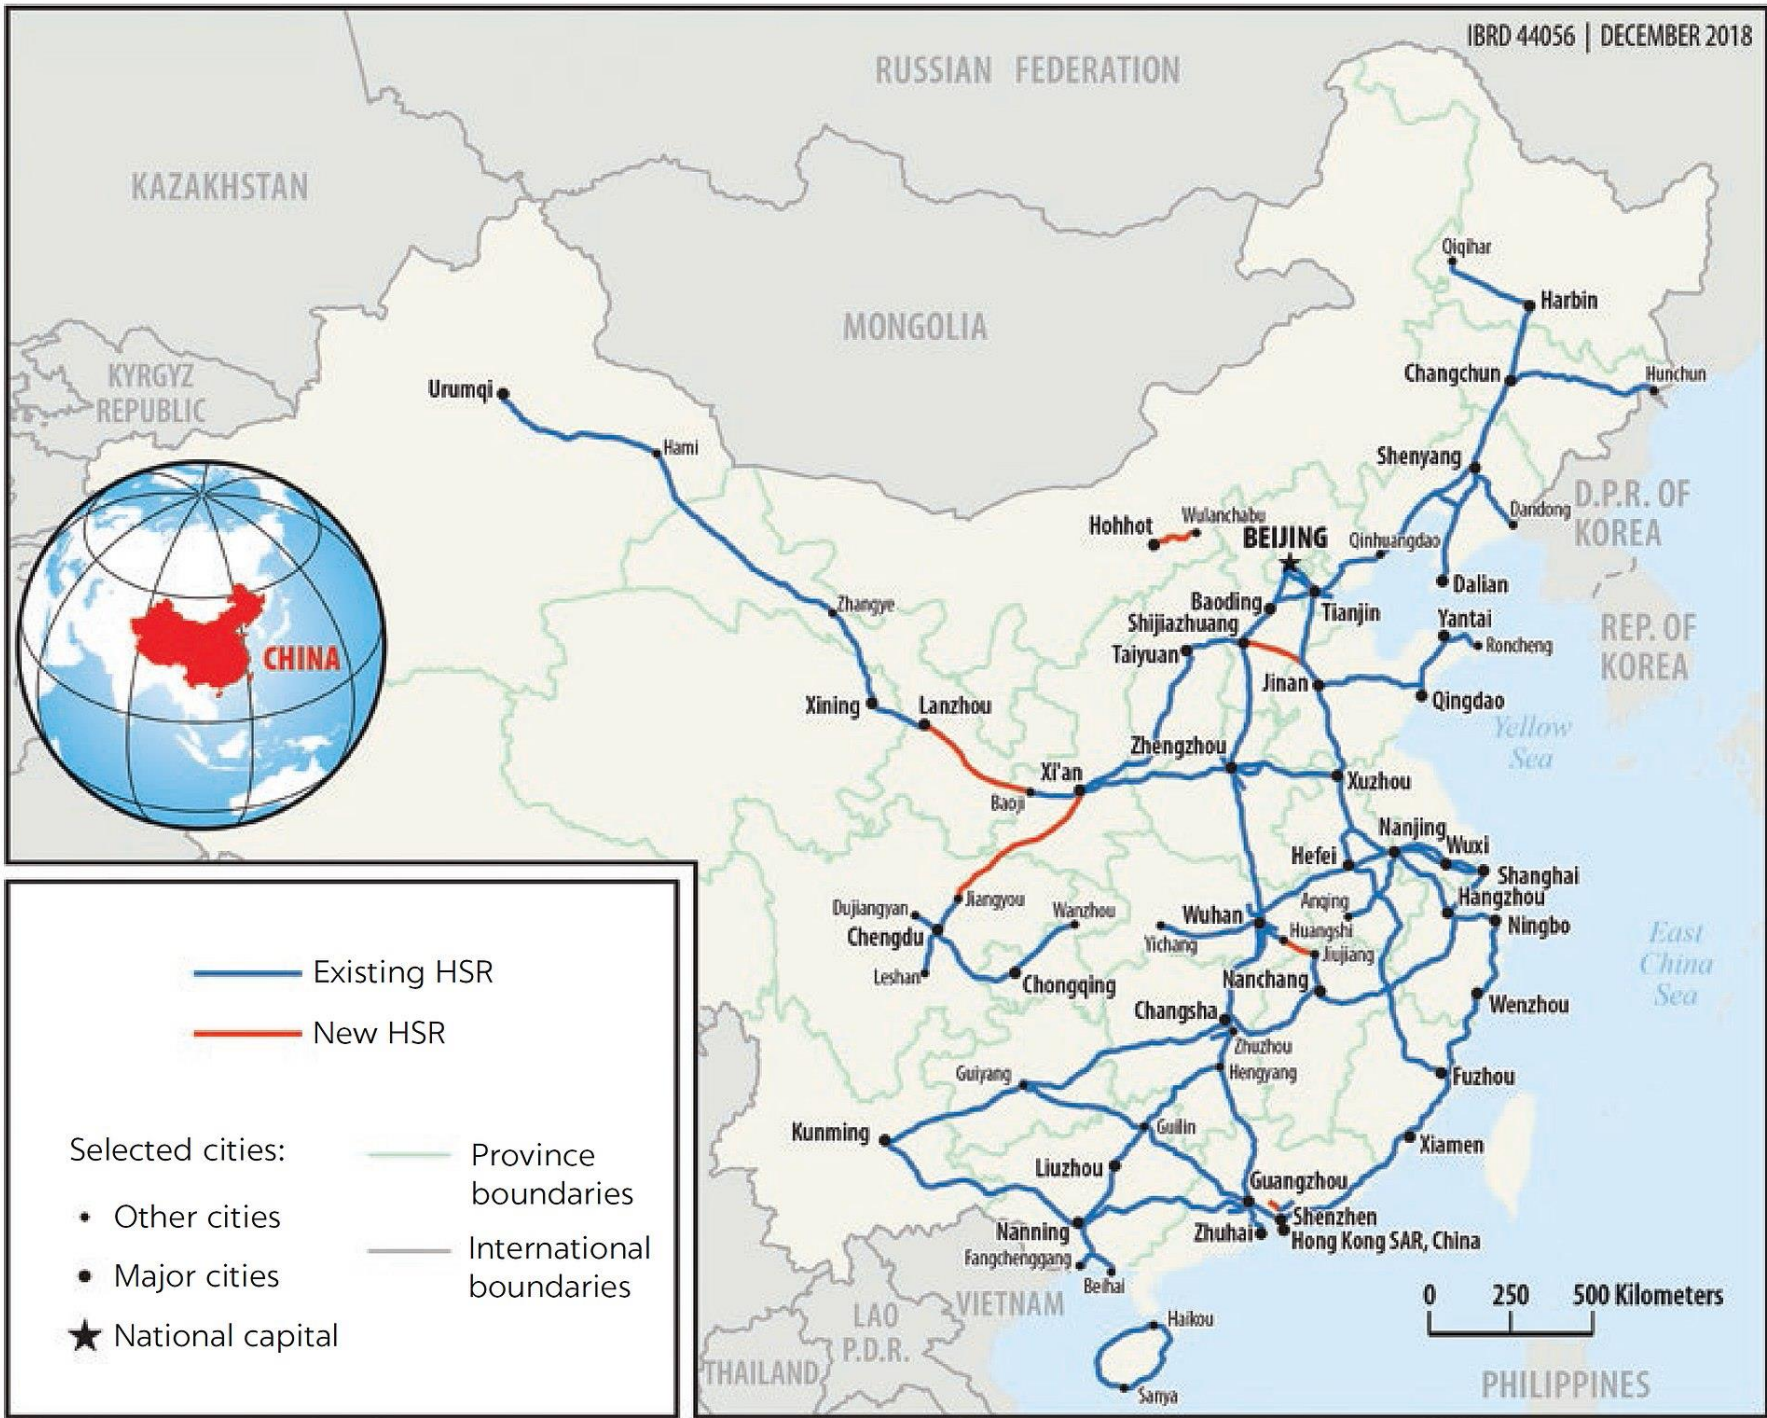 IBRD 44056 | DECEMBER 2018
RUSSIAN FEDERATION
KAZAKHSTAN
MONGOLIA
KYRGYZ
REPUBLIC
Qiqihar
Harbin
Changchun
Hunchun
Urumqi
Hami
Shenyang
D.P.R. OF
KOREA
Dandong
Hohhot
Wulanchabu
BEIJING
Qinhuangdao
Dalian
Zhangye
Baoding
Tianjin
Shijiazhuang
Yantai
Roncheng
REP. OF
KOREA
Taiyuan
CHINA
Jinan
Qingdao
Xining
Lanzhou
Yellow
Sea
Zhengzhou
Xi'an
Xuzhou
Baoji
Nanjing
Wuxi
Hefei
Shanghai
Hangzhou
Jiangyou
Anqing
Dujiangyan
Wanzhou
Wuhan
Ningbo
Chengdu
Huangshi
Yichang
Jiujiang
East
China
Sea
Leshan
Chongqing
Nanchang
Wenzhou
Changsha
Zhuzhou
Guiyang
Hengyang
Fuzhou
Kunming
Guilin
Xiamen
Liuzhou
Guangzhou
Shenzhen
Nanning
Zhuhai
Hong Kong SAR, China
Fangchenggang
Beihai
VIETNAM
LAO
P.D.R.
THAILAND
Haikou
Sanya
PHILIPPINES
0 250 500 Kilometers
Existing HSR
New HSR
Selected cities:
Other cities
Major cities
National capital
Province
boundaries
International
boundaries